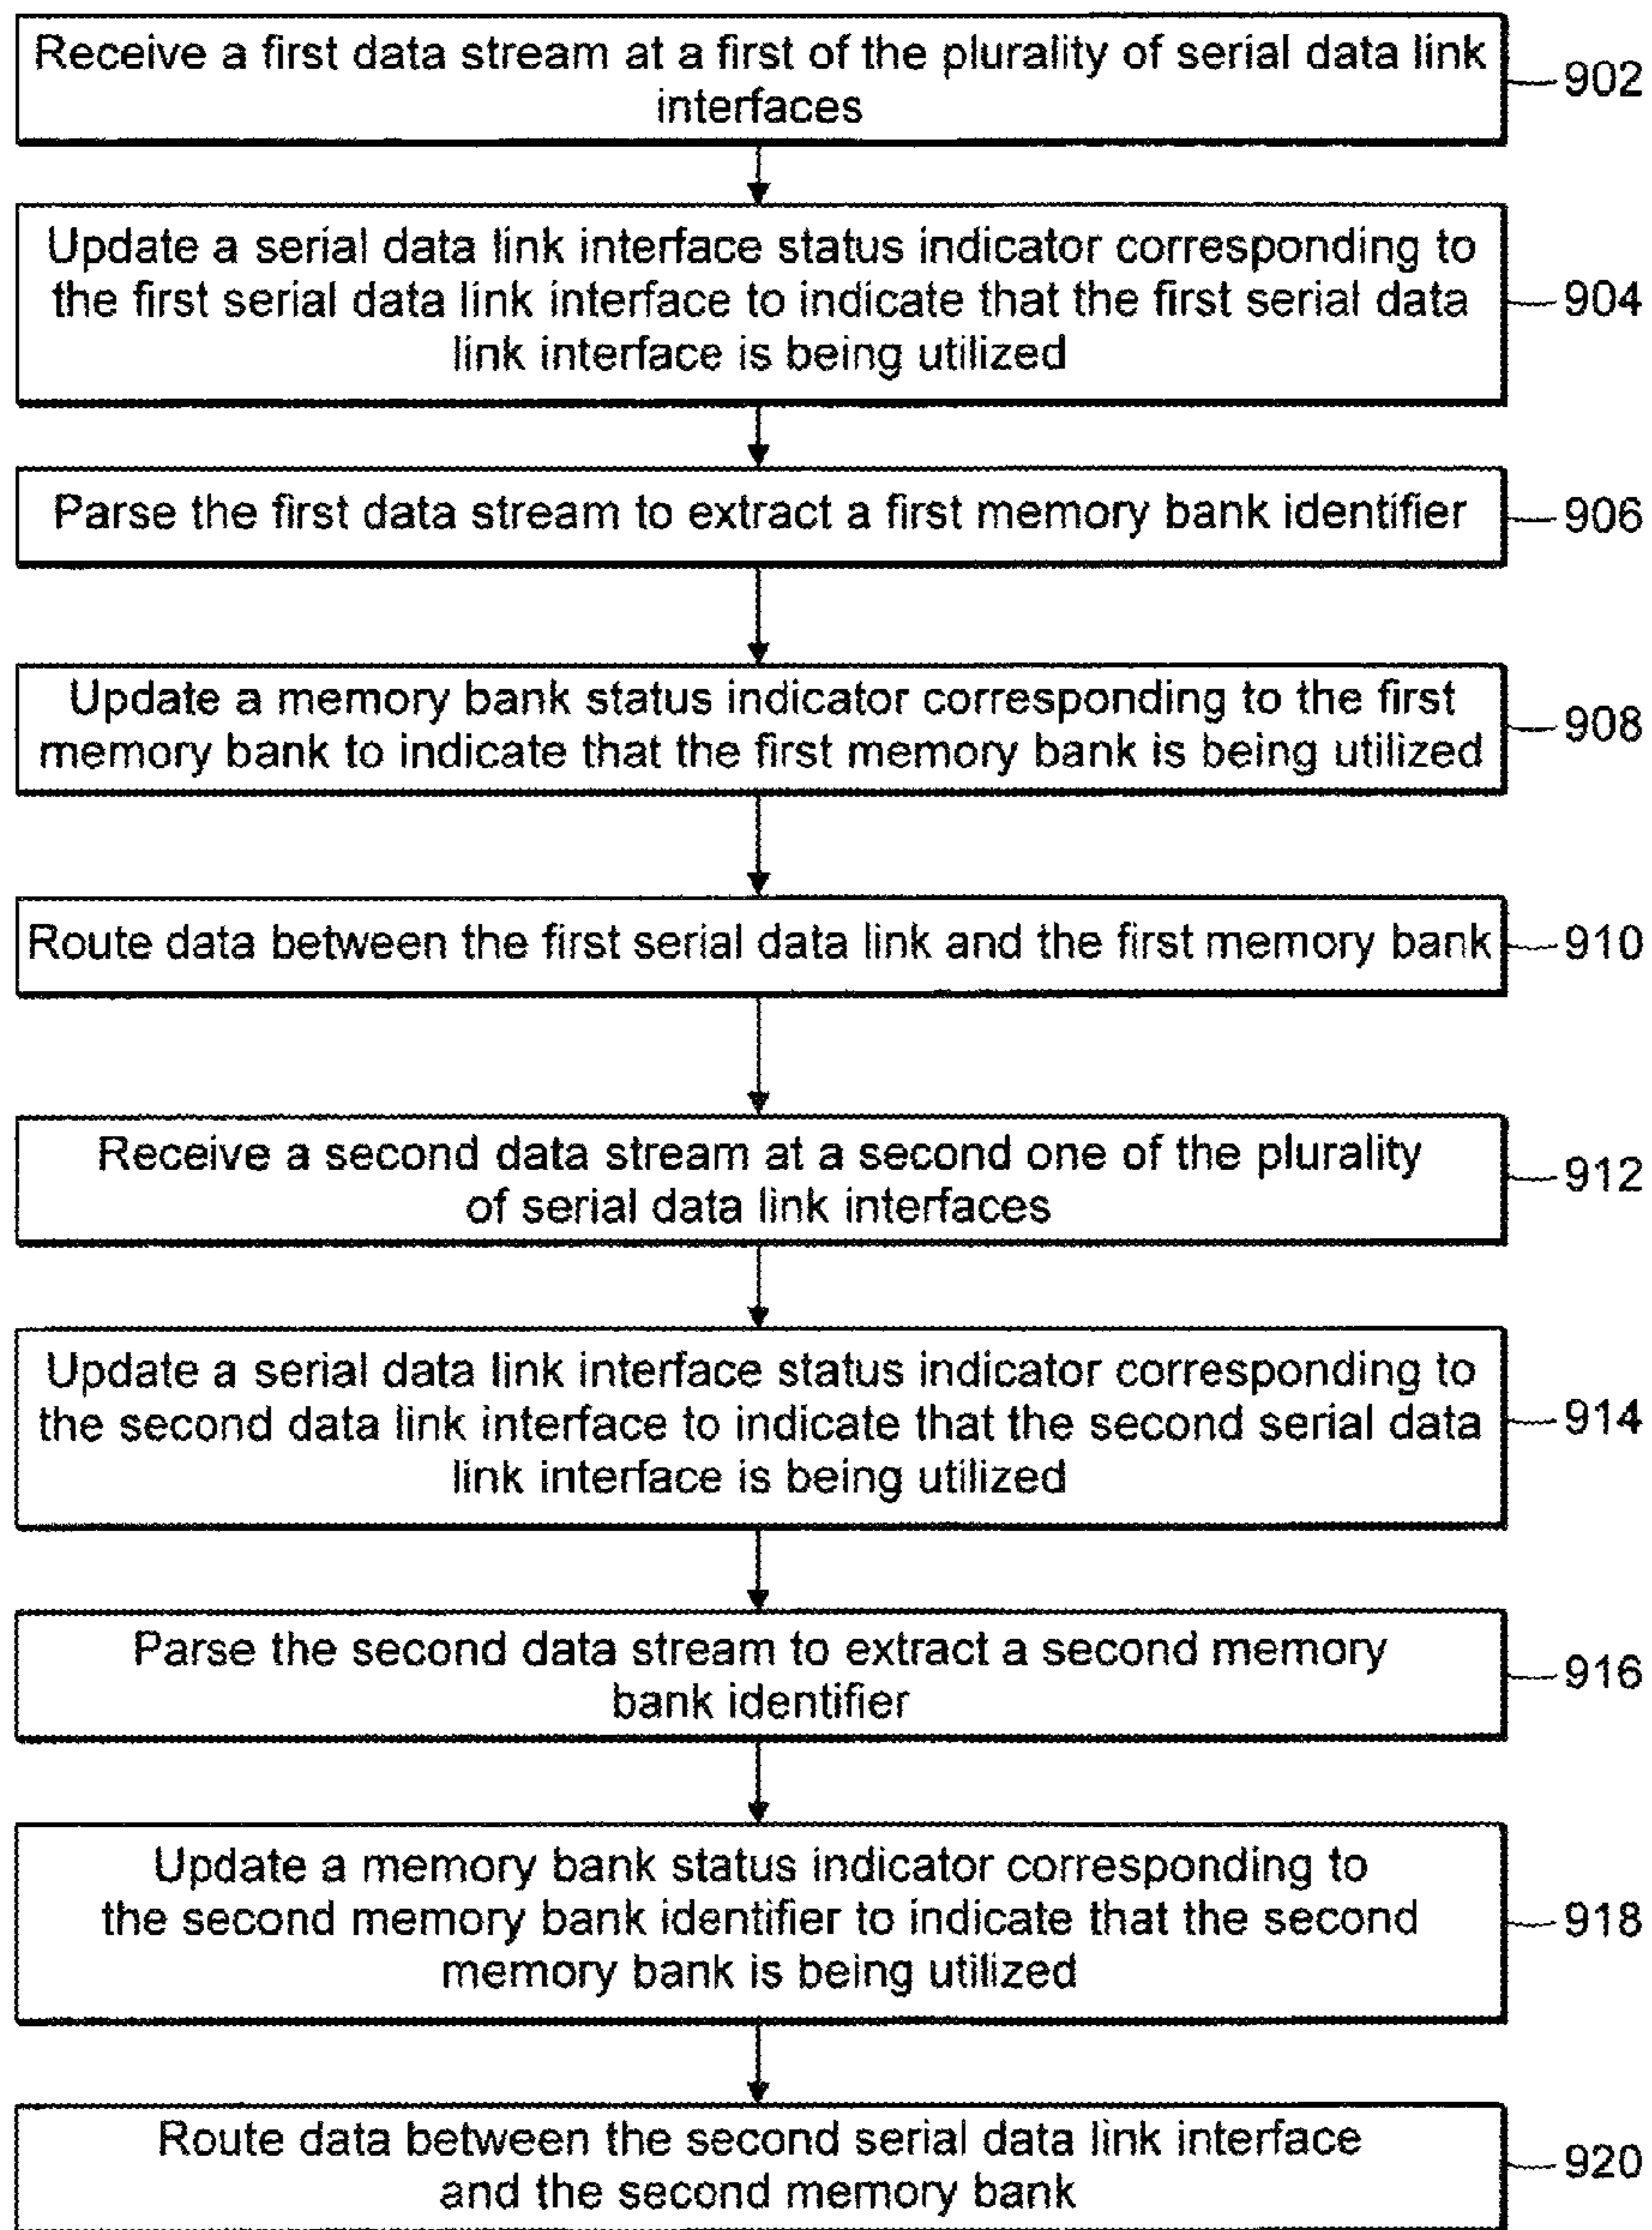 Receive a first data stream at a first of the plurality of serial data link
interfaces
902
Update a serial data link interface status indicator corresponding to
the first serial data link interface to indicate that the first serial data
link interface is being utilized
904
Parse the first data stream to extract a first memory bank identifier
906
Update a memory bank status indicator corresponding to the first
memory bank to indicate that the first memory bank is being utilized
908
Route data between the first serial data link and the first memory bank
910
Receive a second data stream at a second one of the plurality
of serial data link interfaces
912
Update a serial data link interface status indicator corresponding to
the second data link interface to indicate that the second serial data
link interface is being utilized
914
Parse the second data stream to extract a second memory
bank identifier
916
Update a memory bank status indicator corresponding to
the second memory bank identifier to indicate that the second
memory bank is being utilized
918
Route data between the second serial data link interface
and the second memory bank
920